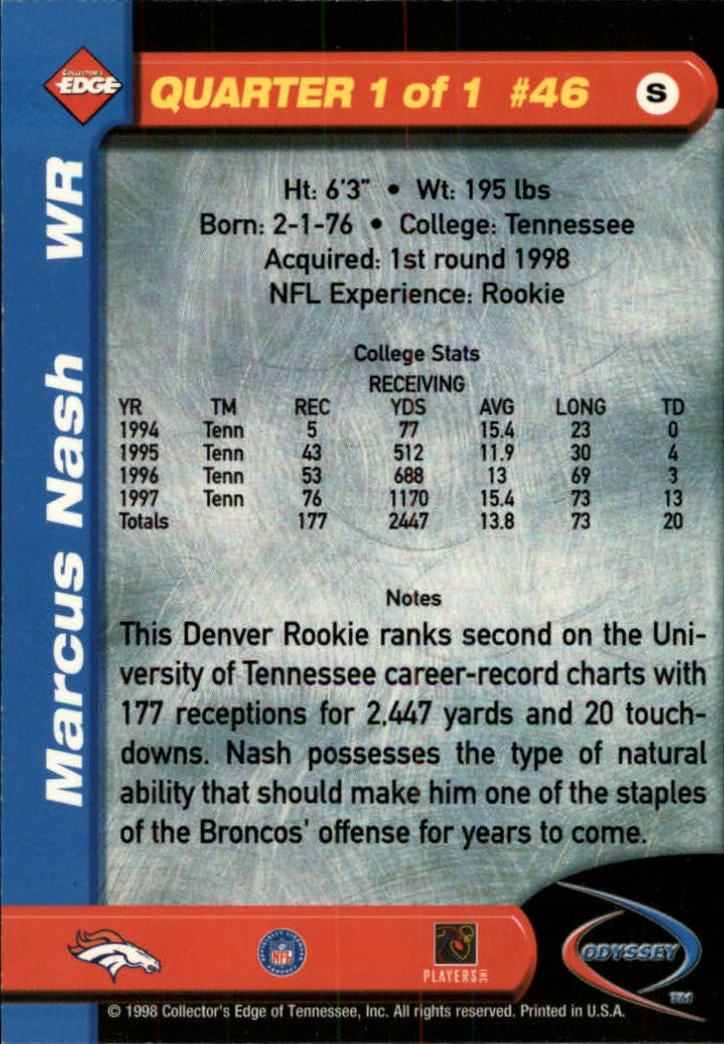 COLLECTOR'S
EDGE
QUARTER 1 of 1 #46
S
Marcus Nash WR
Ht: 6'3" • Wt: 195 lbs
Born: 2-1-76 • College: Tennessee
Acquired: 1st round 1998
NFL Experience: Rookie
College Stats
RECEIVING
YR TM REC YDS AVG LONG TD
1994 Tenn 5 77 15.4 23 0
1995 Tenn 43 512 11.9 30 4
1996 Tenn 53 688 13 69 3
1997 Tenn 76 1170 15.4 73 13
Totals 177 2447 13.8 73 20
Notes
This Denver Rookie ranks second on the Uni-
versity of Tennessee career-record charts with
177 receptions for 2,447 yards and 20 touch-
downs. Nash possesses the type of natural
ability that should make him one of the staples
of the Broncos' offense for years to come.
NFL
PLAYERS INC
ODYSSEY
TM
© 1998 Collector's Edge of Tennessee, Inc. All rights reserved. Printed in U.S.A.